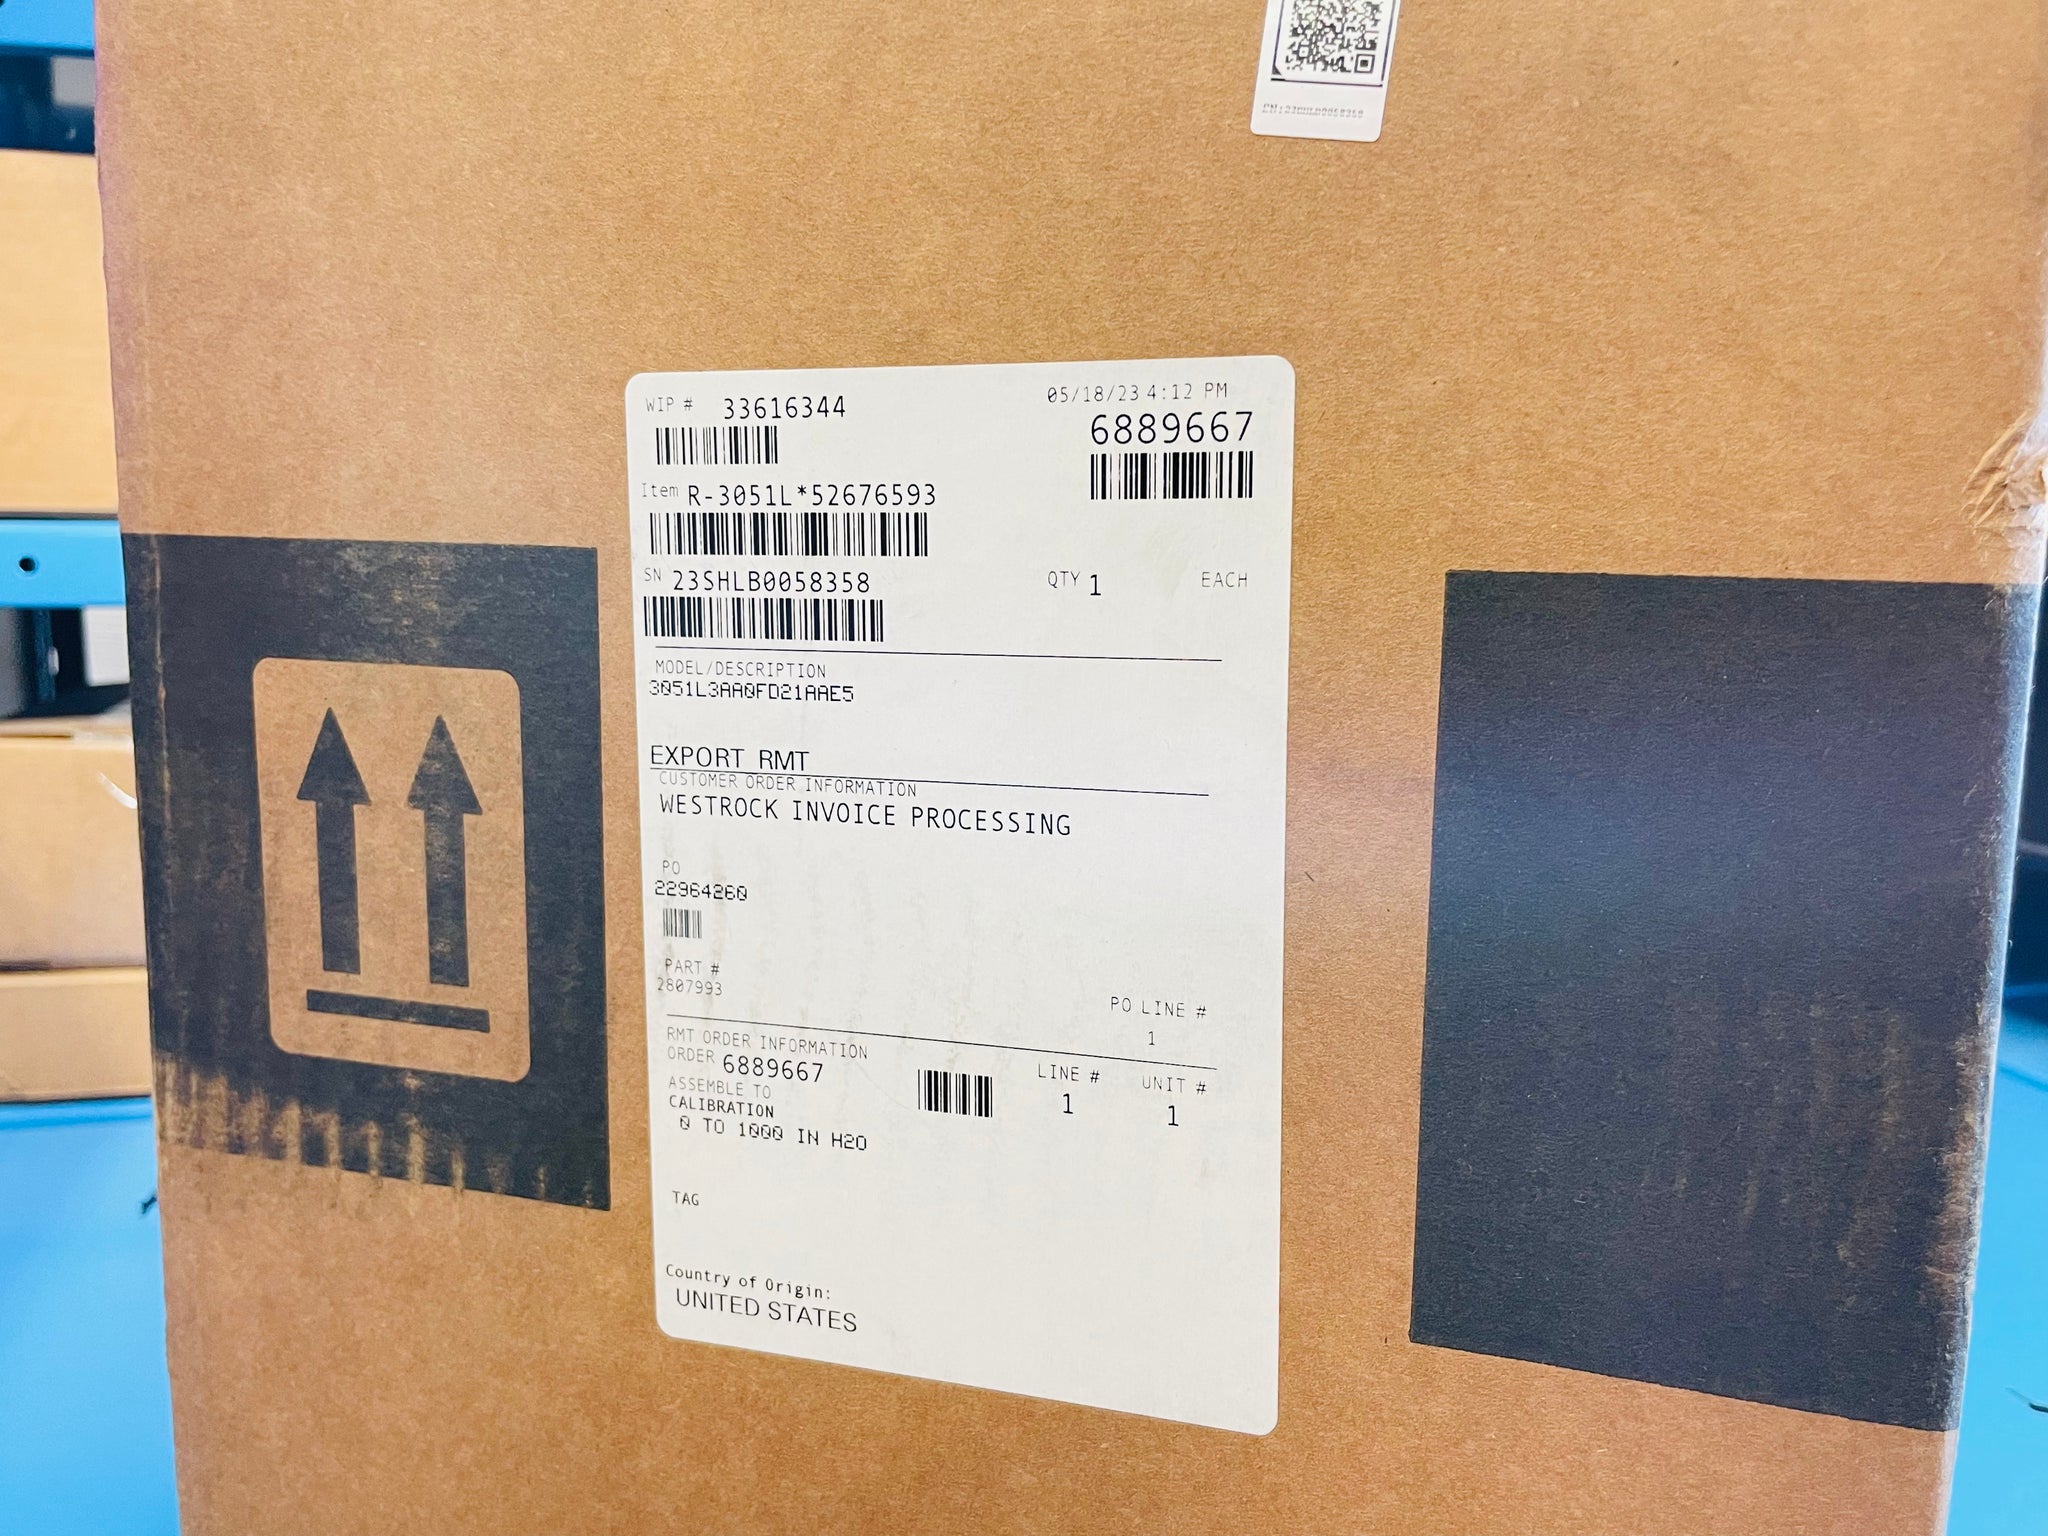 SN:23SHLB0058358
WIP # 33616344
05/18/23 4:12 PM
6889667
Item R-3051L*52676593
SN 23SHLB0058358
QTY 1 EACH
MODEL/DESCRIPTION
3051L3AA0FD21AAE5
EXPORT RMT
CUSTOMER ORDER INFORMATION
WESTROCK INVOICE PROCESSING
PO
22964260
PART #
2807993
PO LINE #
1
RMT ORDER INFORMATION
ORDER 6889667
LINE # UNIT #
1 1
ASSEMBLE TO
CALIBRATION
0 TO 1000 IN H2O
TAG
Country of Origin:
UNITED STATES